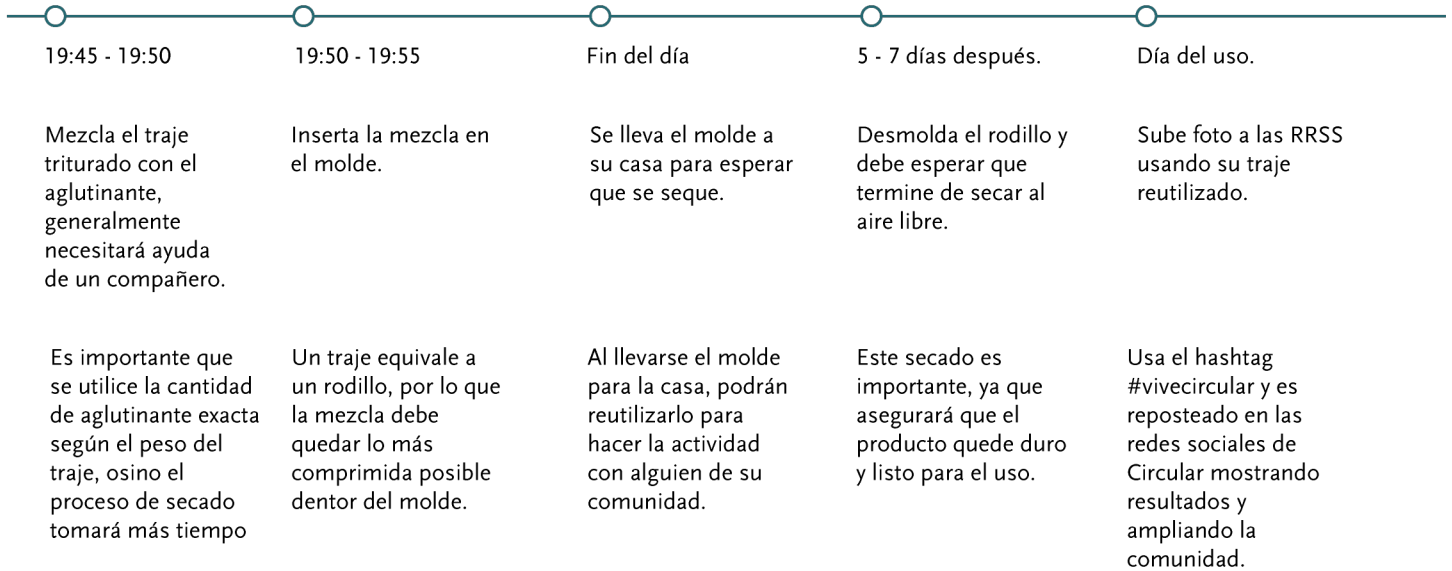 19:45 - 19:50
Mezcla el traje
triturado con el
aglutinante,
generalmente
necesitará ayuda
de un compañero.
Es importante que
se utilice la cantidad
de aglutinante exacta
según el peso del
traje, osino el
proceso de secado
tomará más tiempo
19:50 - 19:55
Inserta la mezcla en
el molde.
Un traje equivale a
un rodillo, por lo que
la mezcla debe
quedar lo más
comprimida posible
dentor del molde.
Fin del día
Se lleva el molde a
su casa para esperar
que se seque.
Al llevarse el molde
para la casa, podrán
reutilizarlo para
hacer la actividad
con alguien de su
comunidad.
5 - 7 días después.
Desmolda el rodillo y
debe esperar que
termine de secar al
aire libre.
Este secado es
importante, ya que
asegurará que el
producto quede duro
y listo para el uso.
Día del uso.
Sube foto a las RRSS
usando su traje
reutilizado.
Usa el hashtag
#vivecircular y es
reposteado en las
redes sociales de
Circular mostrando
resultados y
ampliando la
comunidad.